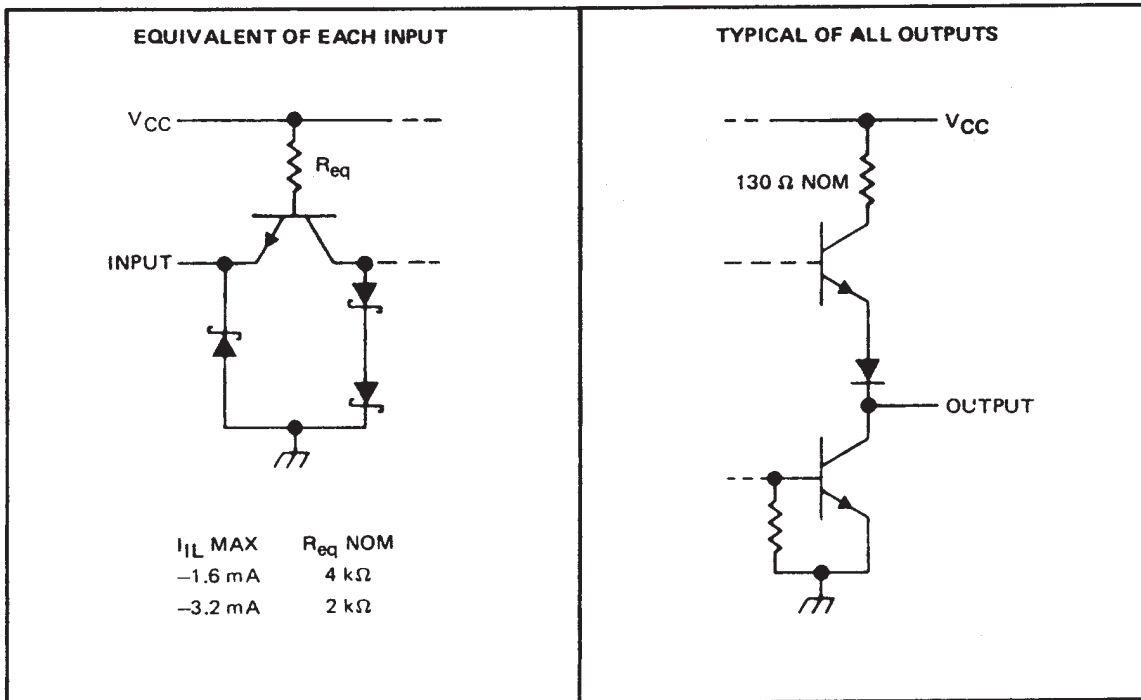 EQUIVALENT OF EACH INPUT
VCC
Req
INPUT
IIL MAX Req NOM
–1.6 mA 4 kΩ
–3.2 mA 2 kΩ
TYPICAL OF ALL OUTPUTS
VCC
130 Ω NOM
OUTPUT